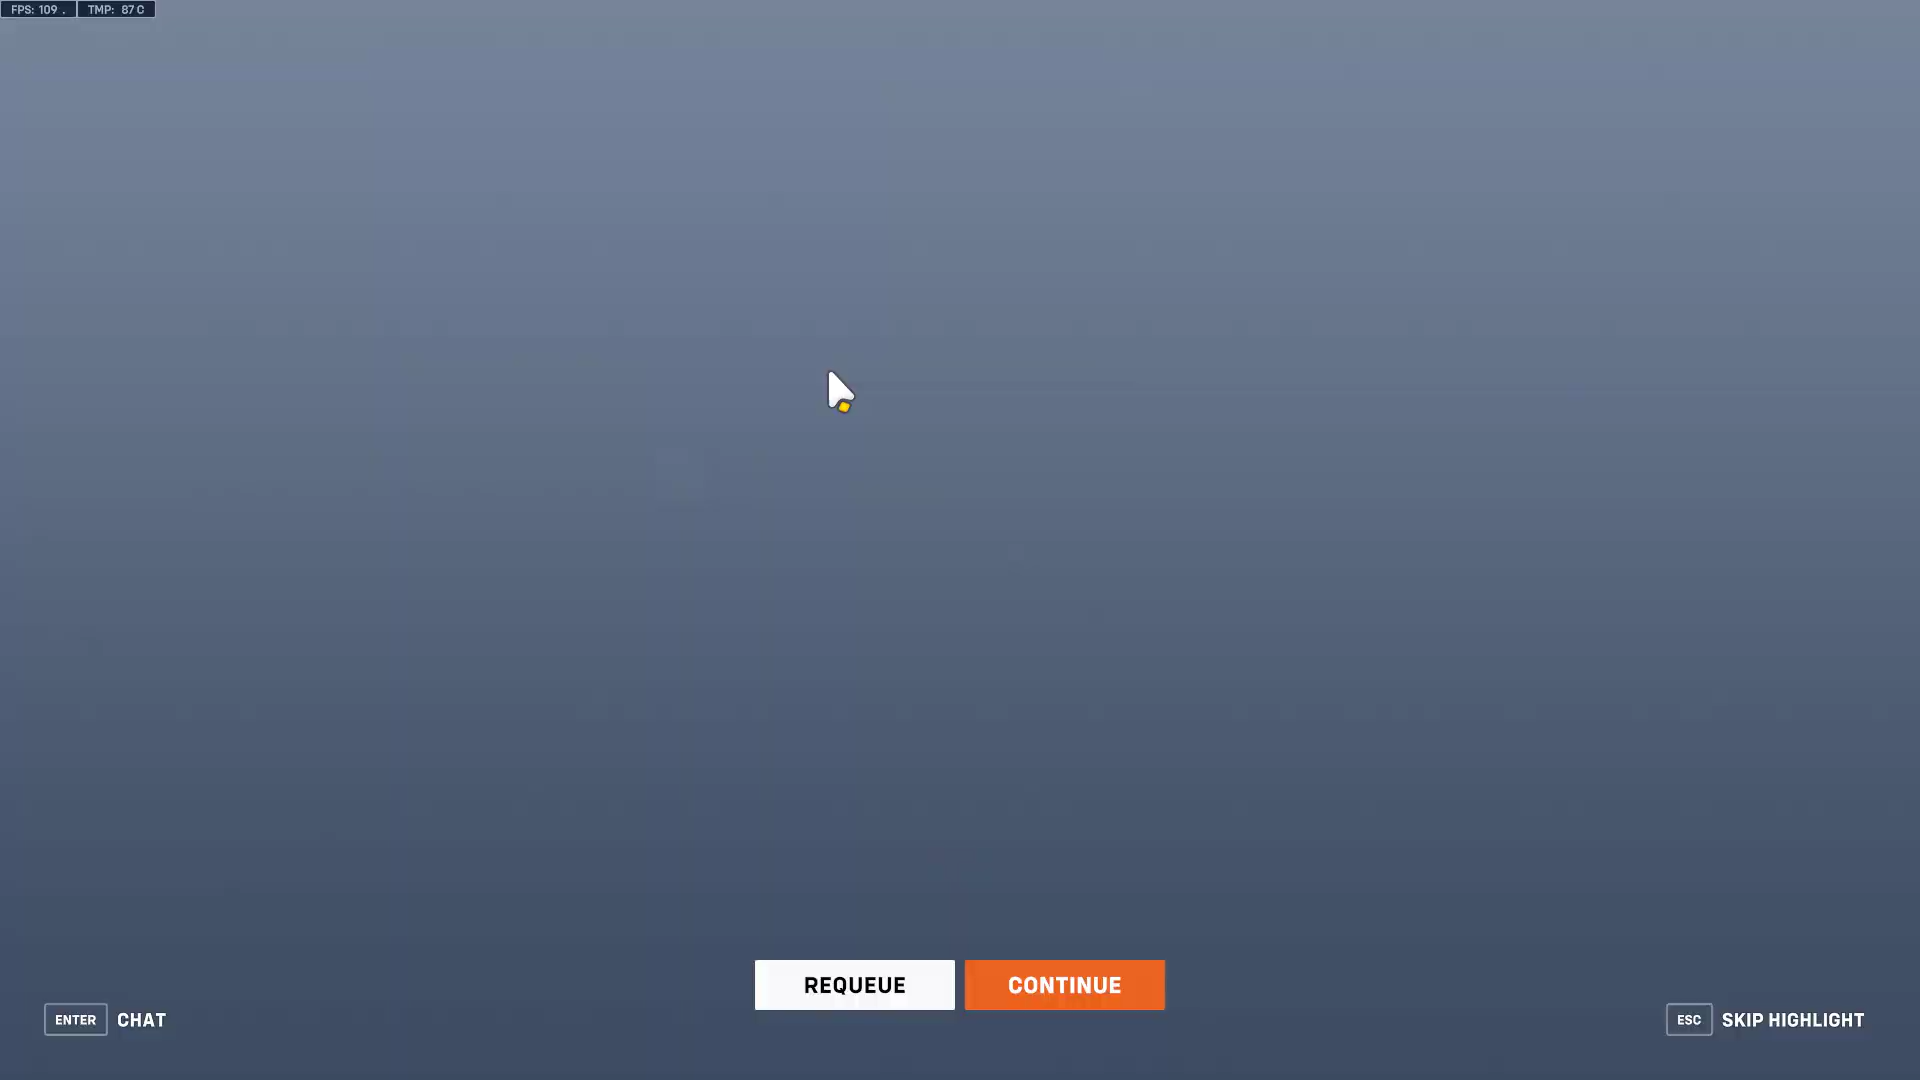 FPS: 109 .
TMP: 87 C
REQUEUE
CONTINUE
ENTER CHAT
ESC SKIP HIGHLIGHT